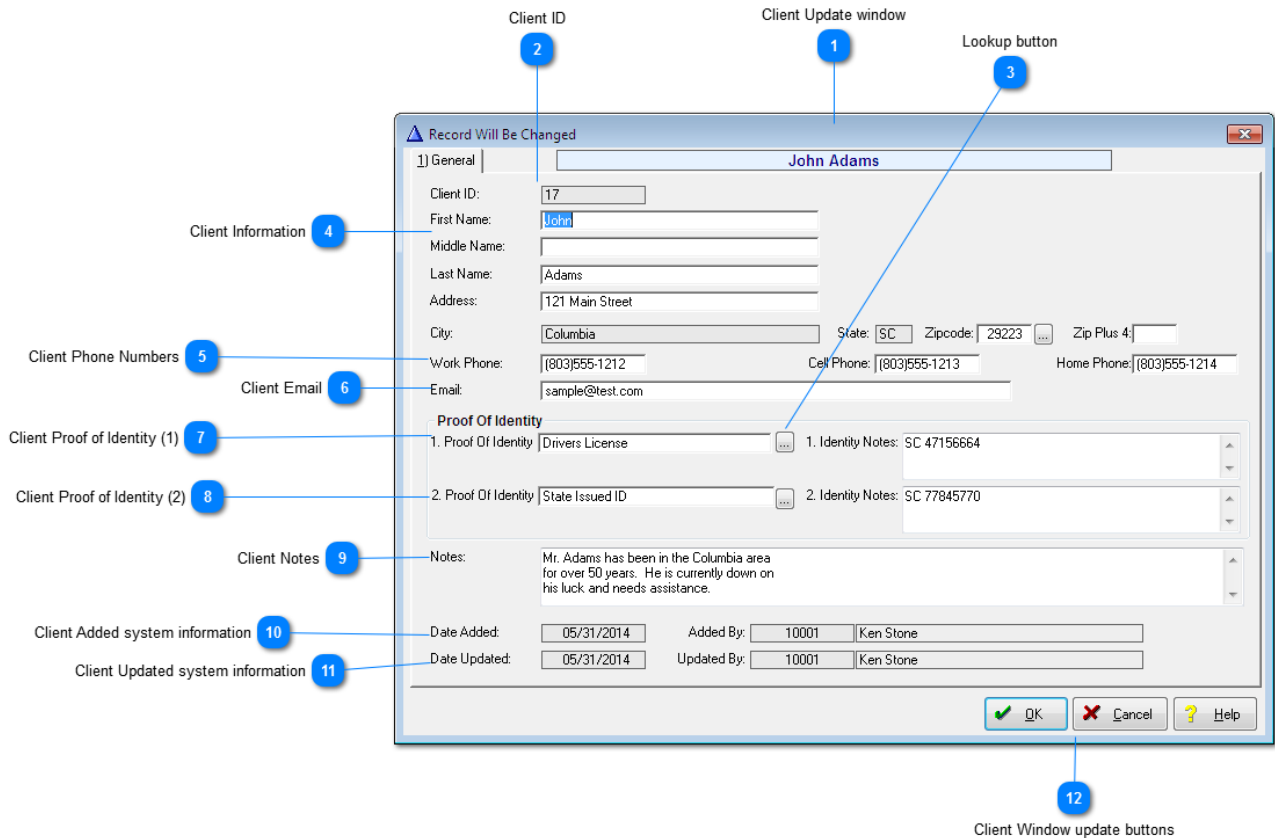 Client Update window
Client ID
1
2
Lookup button
3
Record Will Be Changed
1) General
John Adams
Client ID: 17
Client Information 4
First Name: John
Middle Name:
Last Name: Adams
Address: 121 Main Street
City: Columbia State: SC Zipcode: 29223 ... Zip Plus 4:
Client Phone Numbers 5
Work Phone: (803)555-1212 Cell Phone: (803)555-1213 Home Phone: (803)555-1214
Client Email 6
Email: sample@test.com
Proof Of Identity
Client Proof of Identity (1) 7
1. Proof Of Identity Drivers License ... 1. Identity Notes: SC 47156664
Client Proof of Identity (2) 8
2. Proof Of Identity State Issued ID ... 2. Identity Notes: SC 77845770
Client Notes 9
Notes: Mr. Adams has been in the Columbia area
for over 50 years. He is currently down on
his luck and needs assistance.
Client Added system information 10
Date Added: 05/31/2014 Added By: 10001 Ken Stone
Client Updated system information 11
Date Updated: 05/31/2014 Updated By: 10001 Ken Stone
OK Cancel ? Help
12
Client Window update buttons